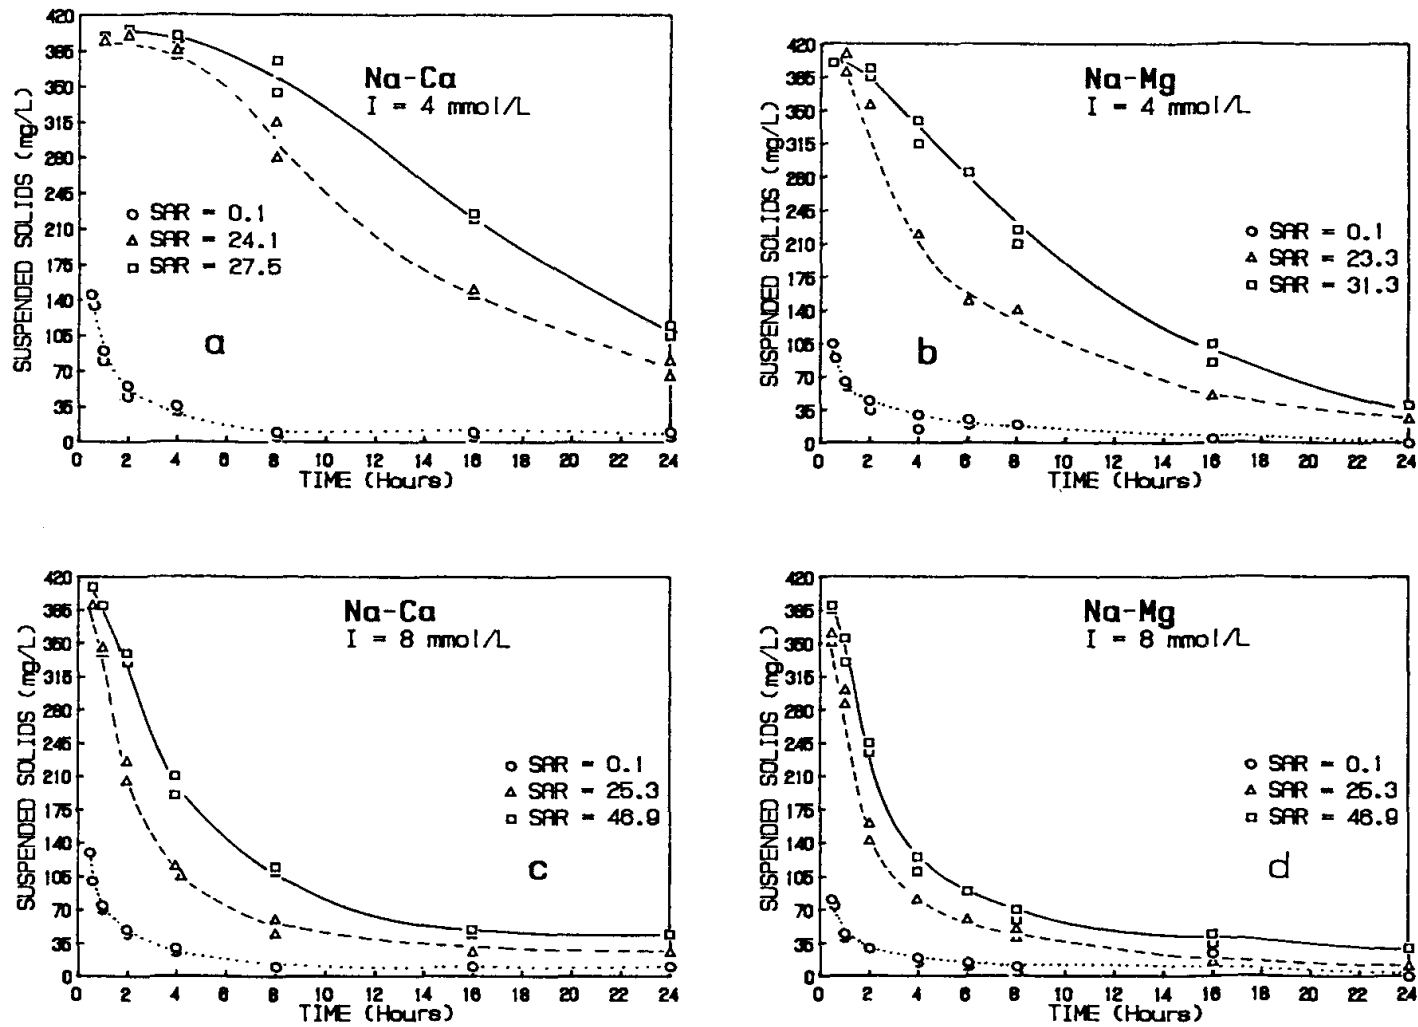 420
385
350
315
280
245
210
175
140
105
70
35
0
SUSPENDED SOLIDS (mg/L)
Na-Ca
I = 4 mmol/L
SAR = 0.1
SAR = 24.1
SAR = 27.5
a
0 2 4 6 8 10 12 14 16 18 20 22 24
TIME (Hours)
420
385
350
315
280
245
210
175
140
105
70
35
0
SUSPENDED SOLIDS (mg/L)
Na-Mg
I = 4 mmol/L
SAR = 0.1
SAR = 23.3
SAR = 31.3
b
0 2 4 6 8 10 12 14 16 18 20 22 24
TIME (Hours)
420
385
350
315
280
245
210
175
140
105
70
35
0
SUSPENDED SOLIDS (mg/L)
Na-Ca
I = 8 mmol/L
SAR = 0.1
SAR = 25.3
SAR = 46.9
c
0 2 4 6 8 10 12 14 16 18 20 22 24
TIME (Hours)
420
385
350
315
280
245
210
175
140
105
70
35
0
SUSPENDED SOLIDS (mg/L)
Na-Mg
I = 8 mmol/L
SAR = 0.1
SAR = 25.3
SAR = 46.9
d
0 2 4 6 8 10 12 14 16 18 20 22 24
TIME (Hours)